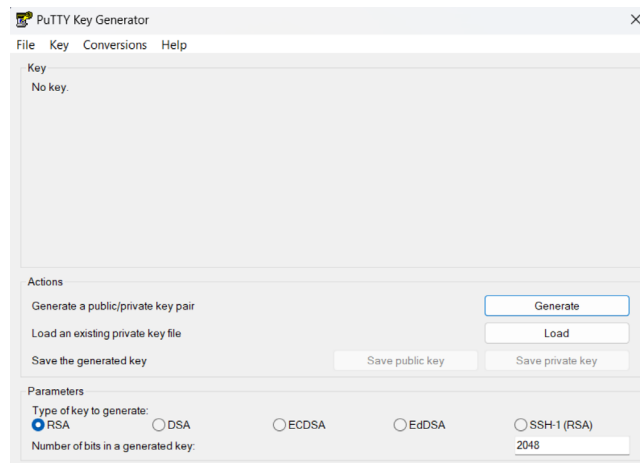 PuTTY Key Generator
File Key Conversions Help
Key
No key.
Actions
Generate a public/private key pair Generate
Load an existing private key file Load
Save the generated key Save public key Save private key
Parameters
Type of key to generate:
RSA DSA ECDSA EdDSA SSH-1 (RSA)
Number of bits in a generated key: 2048